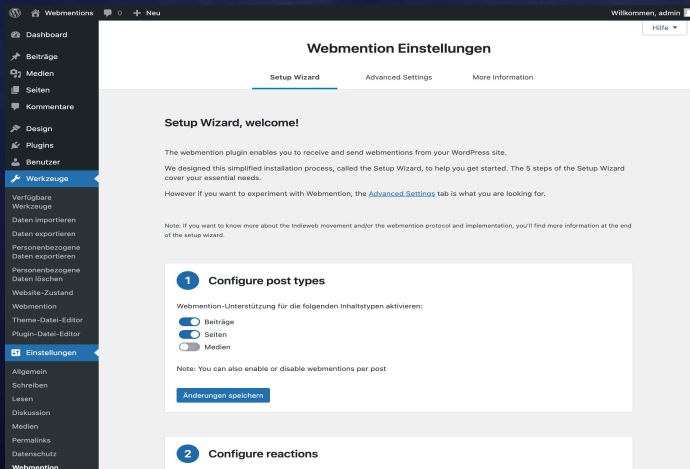 Webmentions 0 + Neu Willkommen, admin
Hilfe ▼
Dashboard
Beiträge
Medien
Seiten
Kommentare
Design
Plugins
Benutzer
Werkzeuge
Verfügbare
Werkzeuge
Daten importieren
Daten exportieren
Personenbezogene
Daten exportieren
Personenbezogene
Daten löschen
Website-Zustand
Webmention
Theme-Datei-Editor
Plugin-Datei-Editor
Einstellungen
Allgemein
Schreiben
Lesen
Diskussion
Medien
Permalinks
Datenschutz
Webmention
Webmention Einstellungen
Setup Wizard Advanced Settings More Information
Setup Wizard, welcome!
The webmention plugin enables you to receive and send webmentions from your WordPress site.
We designed this simplified installation process, called the Setup Wizard, to help you get started. The 5 steps of the Setup Wizard
cover your essential needs.
However if you want to experiment with Webmention, the Advanced Settings tab is what you are looking for.
Note: If you want to know more about the Indieweb movement and/or the webmention protocol and implementation, you'll find more information at the end
of the setup wizard.
1 Configure post types
Webmention-Unterstützung für die folgenden Inhaltstypen aktivieren:
Beiträge
Seiten
Medien
Note: You can also enable or disable webmentions per post
Änderungen speichern
2 Configure reactions